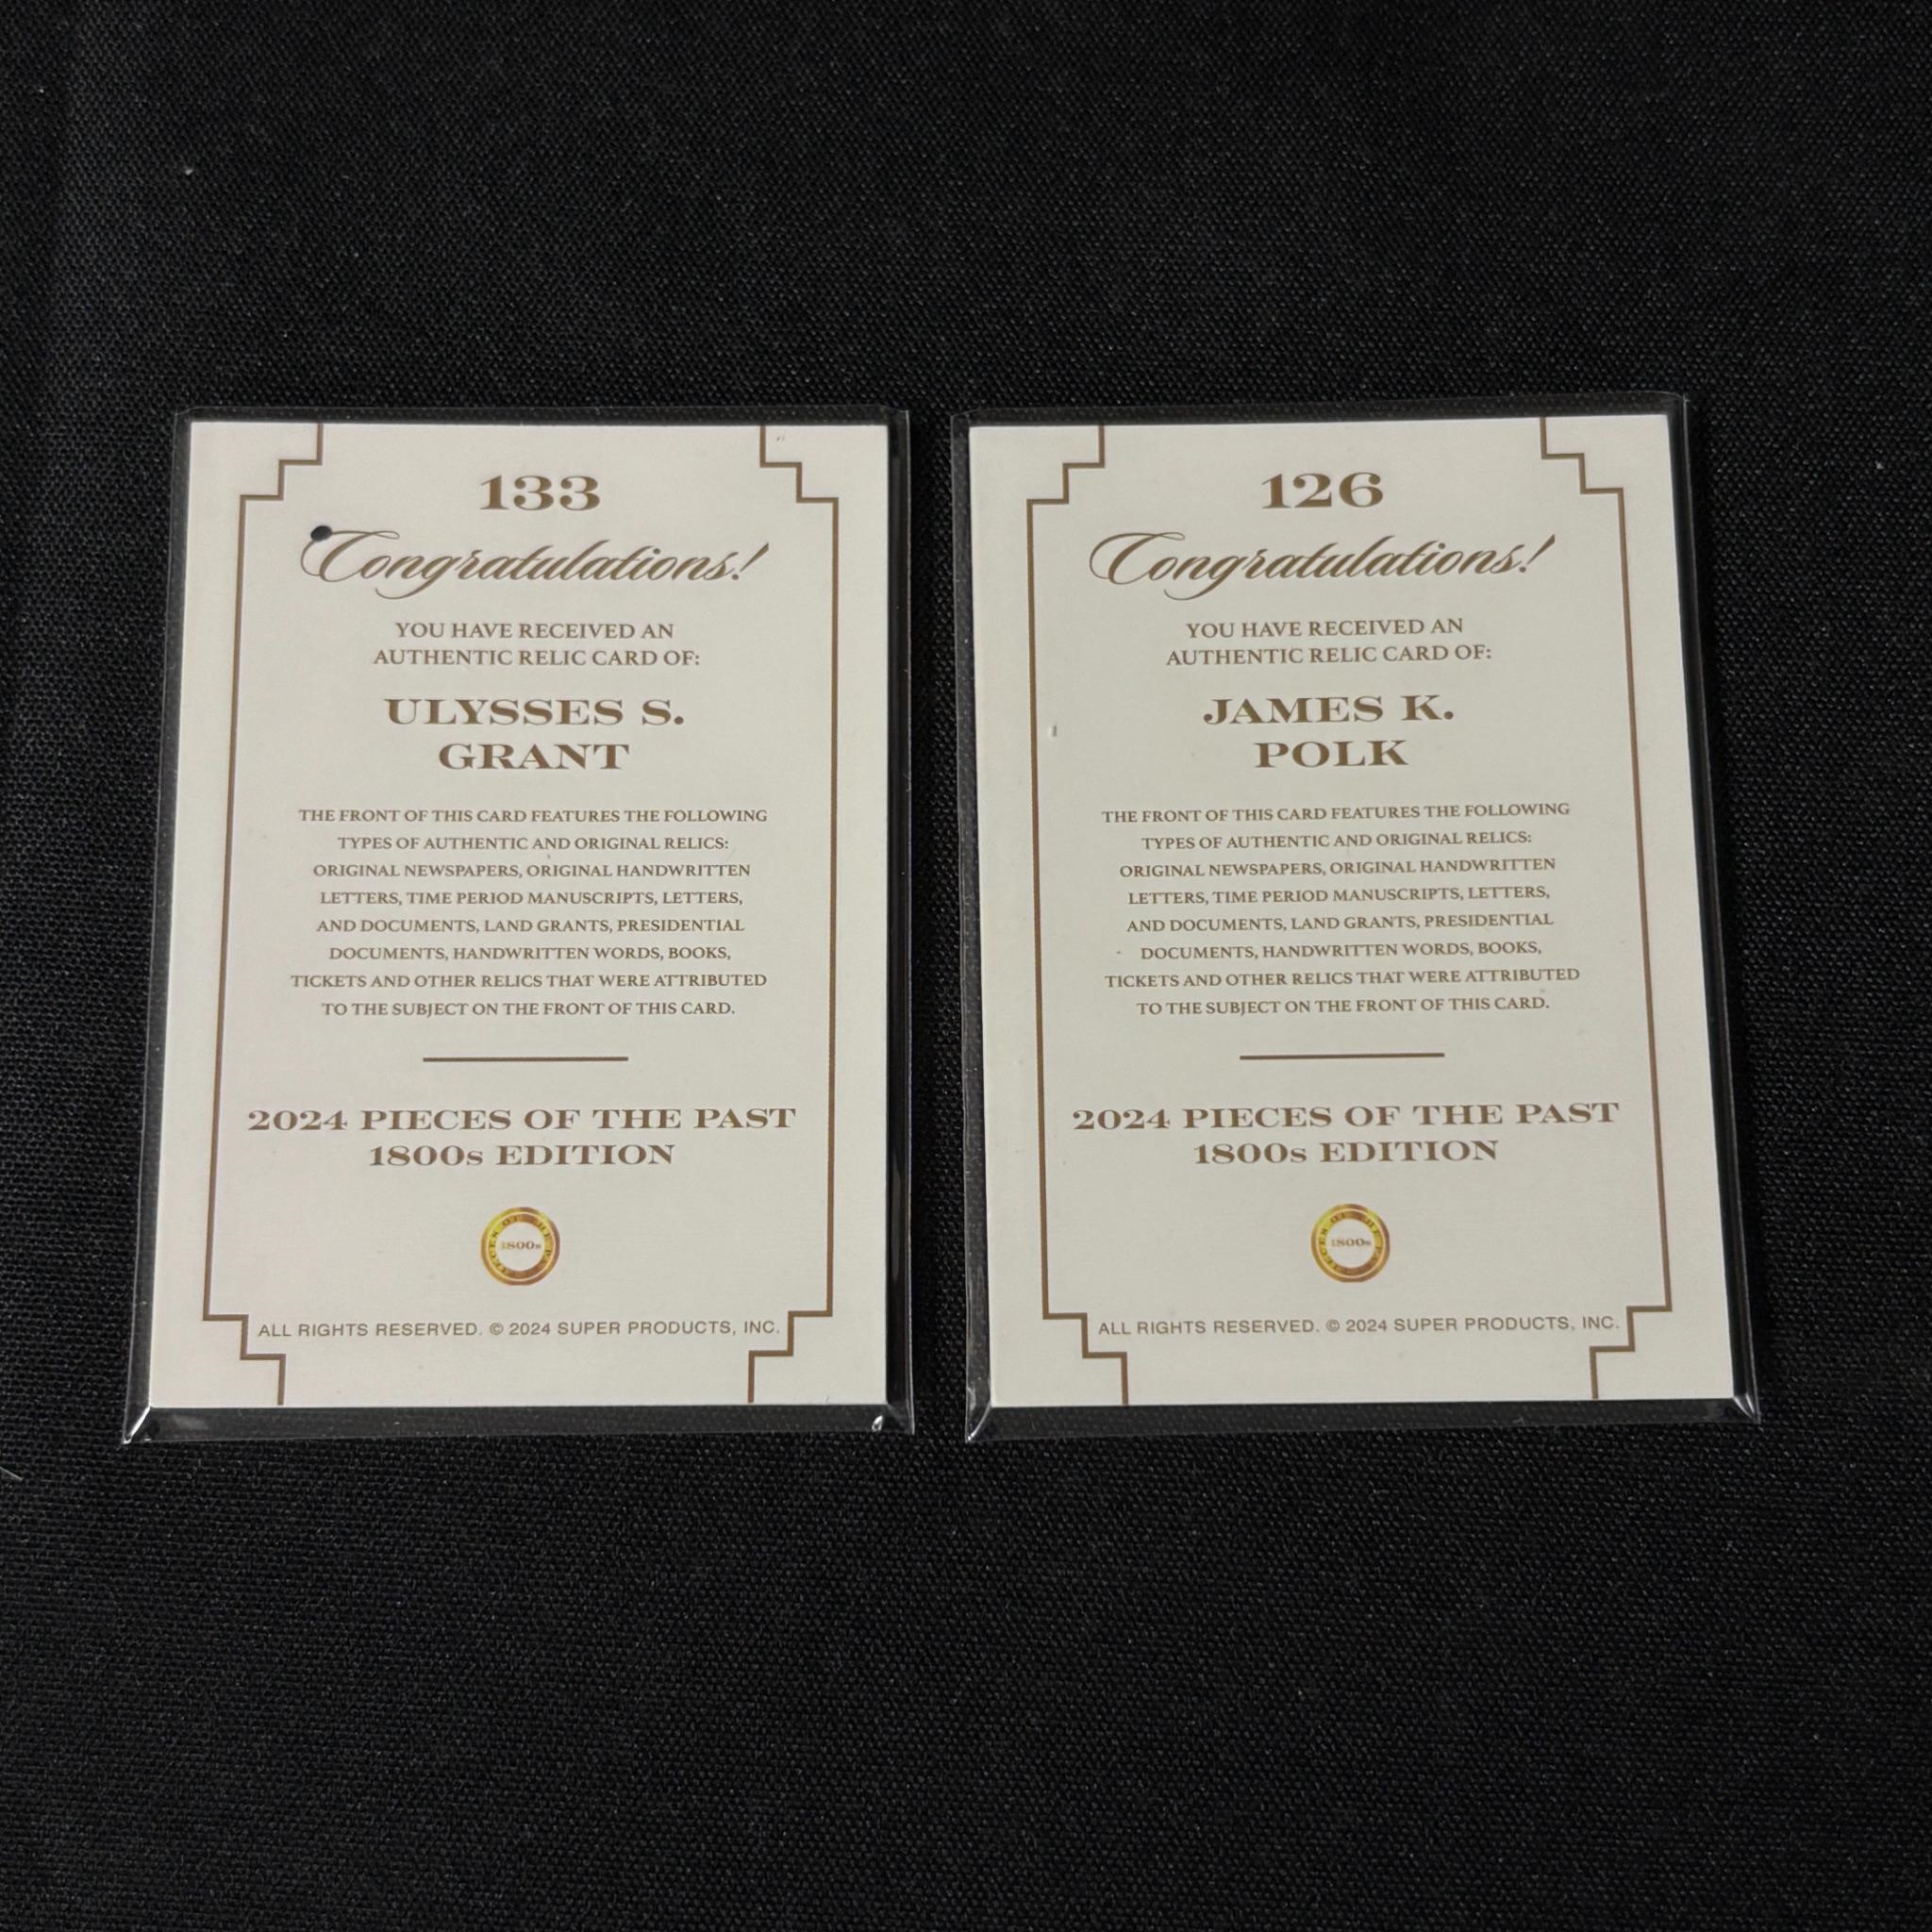 133
Congratulations!
YOU HAVE RECEIVED AN
AUTHENTIC RELIC CARD OF:
ULYSSES S.
GRANT
THE FRONT OF THIS CARD FEATURES THE FOLLOWING
TYPES OF AUTHENTIC AND ORIGINAL RELICS:
ORIGINAL NEWSPAPERS, ORIGINAL HANDWRITTEN
LETTERS, TIME PERIOD MANUSCRIPTS, LETTERS,
AND DOCUMENTS, LAND GRANTS, PRESIDENTIAL
DOCUMENTS, HANDWRITTEN WORDS, BOOKS,
TICKETS AND OTHER RELICS THAT WERE ATTRIBUTED
TO THE SUBJECT ON THE FRONT OF THIS CARD.
2024 PIECES OF THE PAST
1800s EDITION
1800s
ALL RIGHTS RESERVED. © 2024 SUPER PRODUCTS, INC.
126
Congratulations!
YOU HAVE RECEIVED AN
AUTHENTIC RELIC CARD OF:
JAMES K.
POLK
THE FRONT OF THIS CARD FEATURES THE FOLLOWING
TYPES OF AUTHENTIC AND ORIGINAL RELICS:
ORIGINAL NEWSPAPERS, ORIGINAL HANDWRITTEN
LETTERS, TIME PERIOD MANUSCRIPTS, LETTERS,
AND DOCUMENTS, LAND GRANTS, PRESIDENTIAL
DOCUMENTS, HANDWRITTEN WORDS, BOOKS,
TICKETS AND OTHER RELICS THAT WERE ATTRIBUTED
TO THE SUBJECT ON THE FRONT OF THIS CARD.
2024 PIECES OF THE PAST
1800s EDITION
1800s
ALL RIGHTS RESERVED. © 2024 SUPER PRODUCTS, INC.